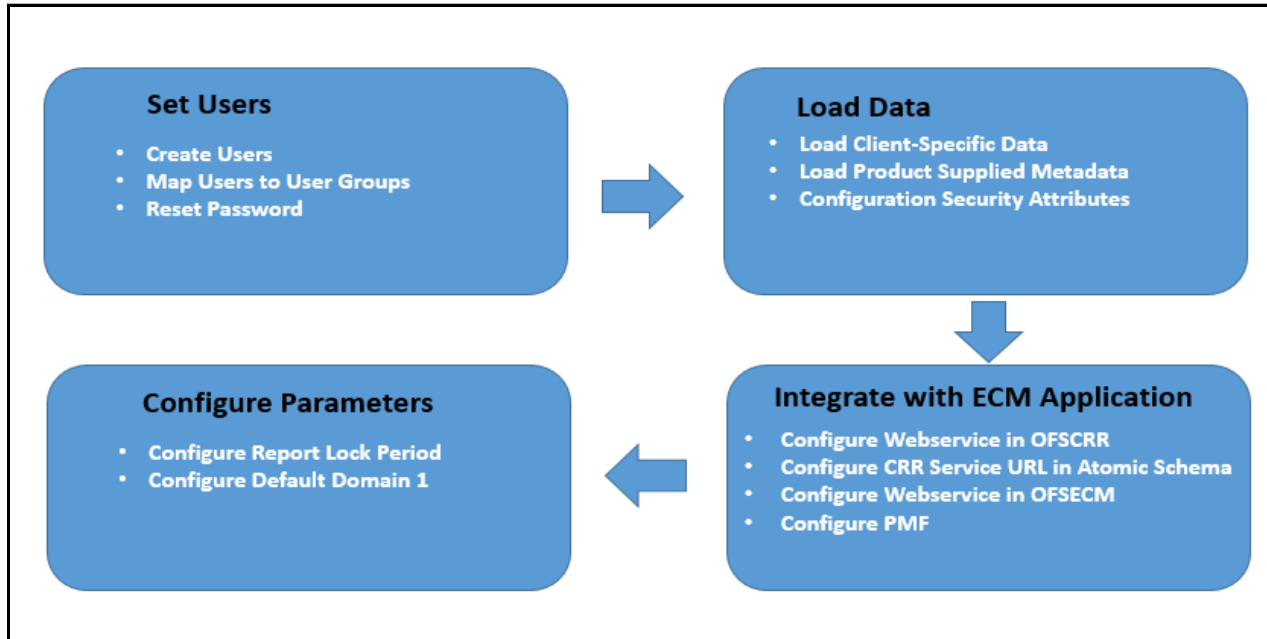 Set Users
• Create Users
• Map Users to User Groups
• Reset Password
Load Data
• Load Client-Specific Data
• Load Product Supplied Metadata
• Configuration Security Attributes
Integrate with ECM Application
• Configure Webservice in OFSCRR
• Configure CRR Service URL in Atomic Schema
• Configure Webservice in OFSECM
• Configure PMF
Configure Parameters
• Configure Report Lock Period
• Configure Default Domain 1